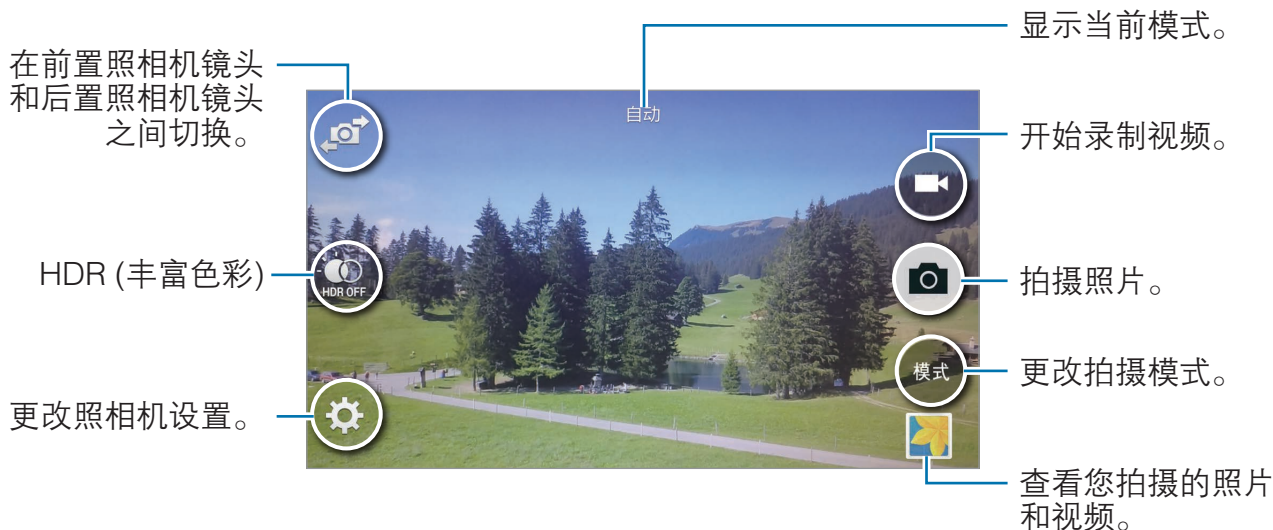 显示当前模式。
在前置照相机镜头
和后置照相机镜头
之间切换。
自动
开始录制视频。
HDR (丰富色彩)
HDR OFF
拍摄照片。
模式
更改拍摄模式。
更改照相机设置。
查看您拍摄的照片
和视频。